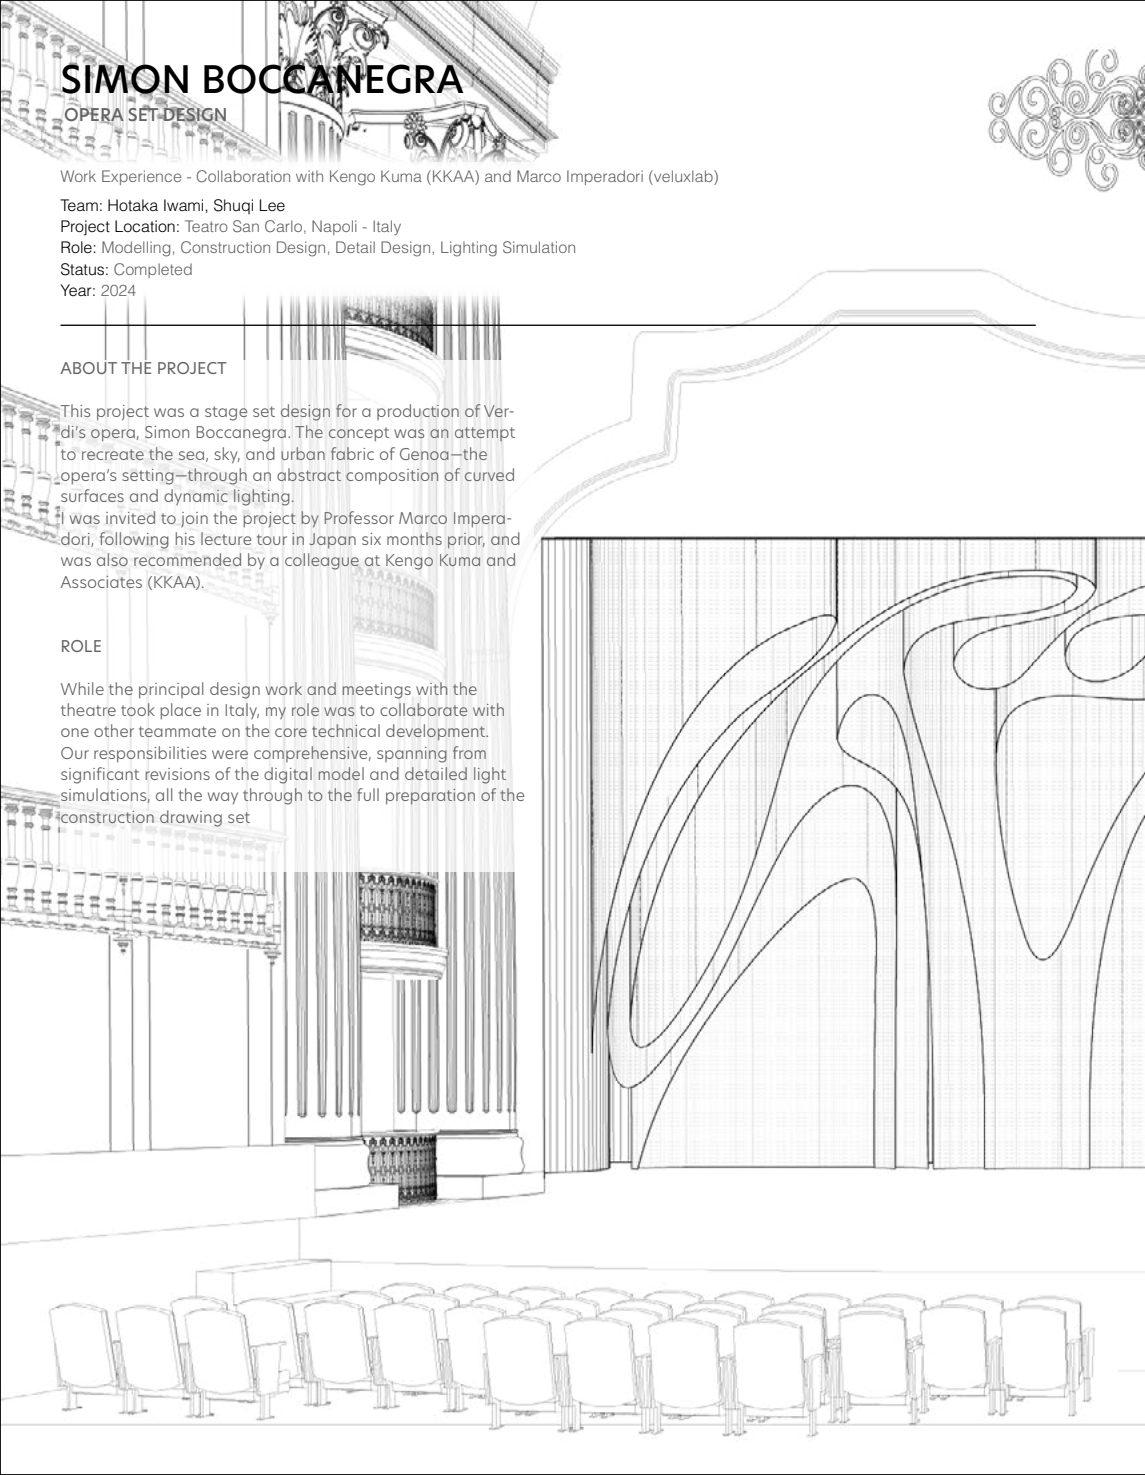 SIMON BOCCANEGRA
OPERA SET DESIGN
Work Experience - Collaboration with Kengo Kuma (KKAA) and Marco Imperadori (veluxlab)
Team: Hotaka Iwami, Shuqi Lee
Project Location: Teatro San Carlo, Napoli - Italy
Role: Modelling, Construction Design, Detail Design, Lighting Simulation
Status: Completed
Year: 2024
ABOUT THE PROJECT
This project was a stage set design for a production of Ver-
di’s opera, Simon Boccanegra. The concept was an attempt
to recreate the sea, sky, and urban fabric of Genoa—the
opera’s setting—through an abstract composition of curved
surfaces and dynamic lighting.
I was invited to join the project by Professor Marco Impera-
dori, following his lecture tour in Japan six months prior, and
was also recommended by a colleague at Kengo Kuma and
Associates (KKAA).
ROLE
While the principal design work and meetings with the
theatre took place in Italy, my role was to collaborate with
one other teammate on the core technical development.
Our responsibilities were comprehensive, spanning from
significant revisions of the digital model and detailed light
simulations, all the way through to the full preparation of the
construction drawing set